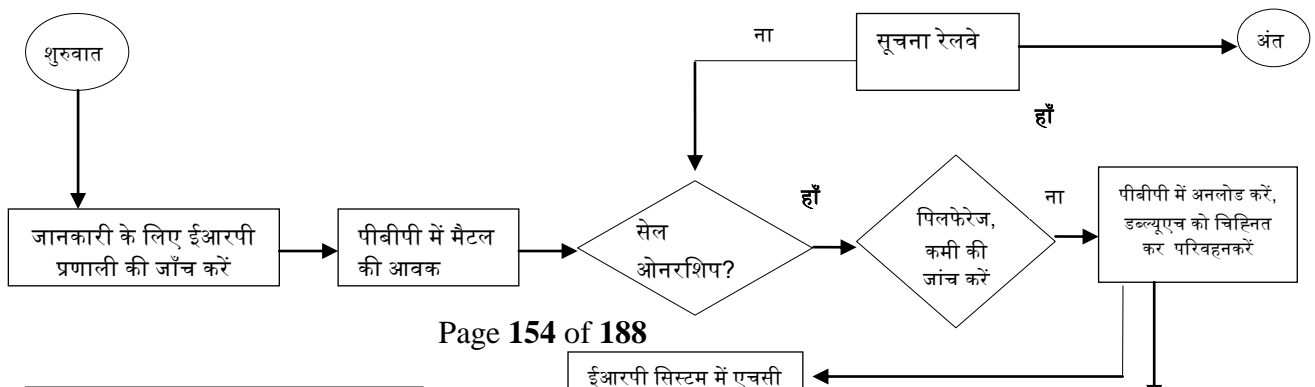 ना
सूचना रेलवे
अंत
शुरुवात
हाँ
जानकारी के लिए ईआरपी
प्रणाली की जाँच करें
पीबीपी में मैटल
की आवक
सेल
ओनरशिप?
हाँ
पिलफेरेज,
कमी की
जांच करें
ना
पीबीपी में अनलोड करें,
डब्ल्यूएच को चिह्नित
कर परिवहनकरें
Page 154 of 188
ईआरपी सिस्टम में एचसी